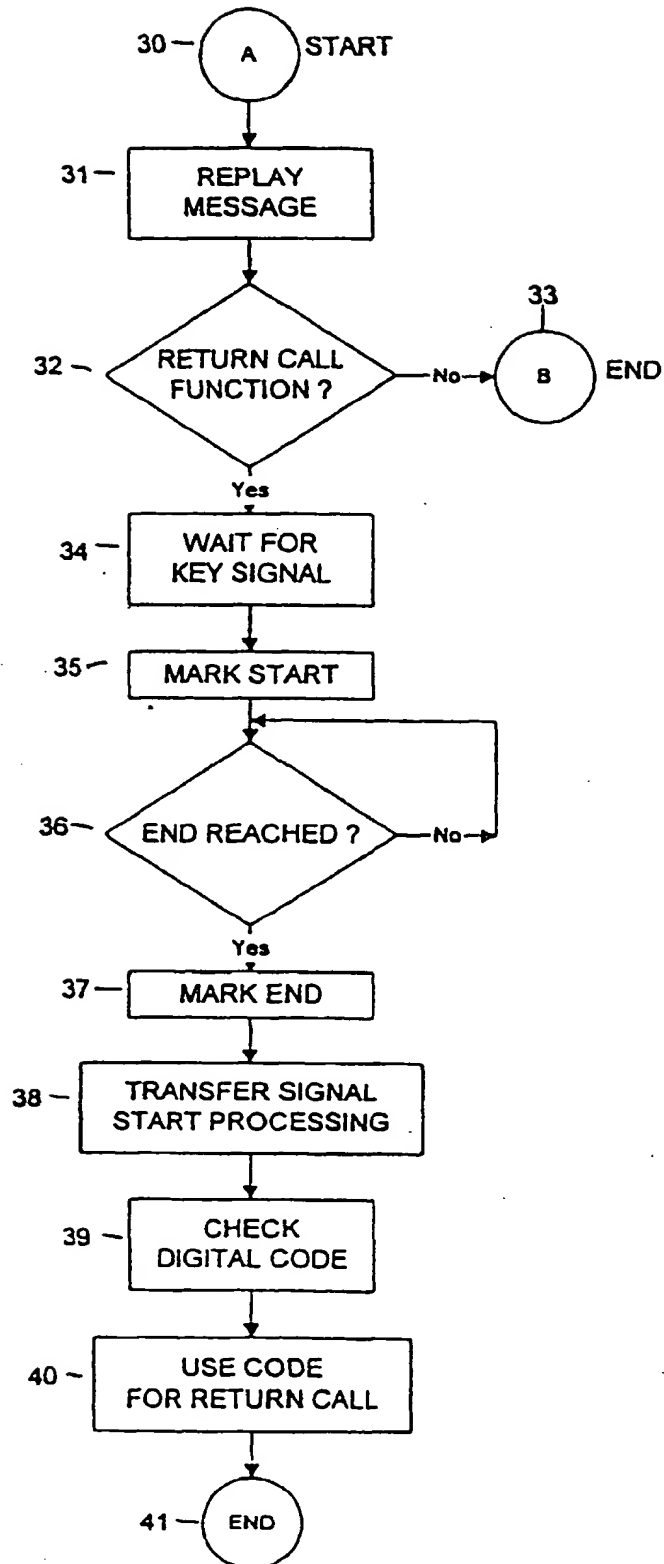 30
A
START
31
REPLAY
MESSAGE
33
32
RETURN CALL
FUNCTION ?
No
B
END
Yes
34
WAIT FOR
KEY SIGNAL
35
MARK START
36
END REACHED ?
No
Yes
37
MARK END
38
TRANSFER SIGNAL
START PROCESSING
39
CHECK
DIGITAL CODE
40
USE CODE
FOR RETURN CALL
41
END